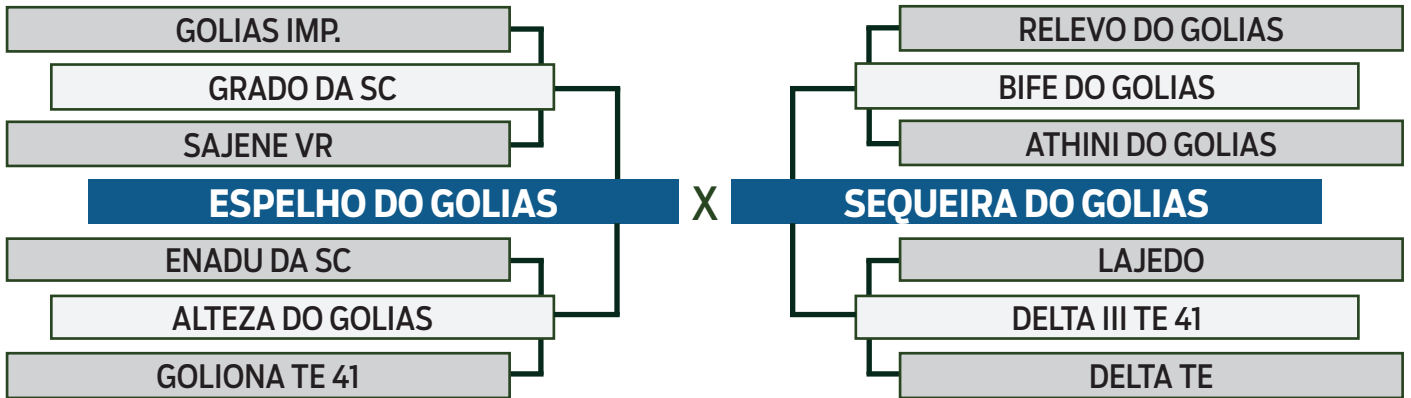 GOLIAS IMP.
GRADO DA SC
SAJENE VR
ESPELHO DO GOLIAS
ENADU DA SC
ALTEZA DO GOLIAS
GOLIONA TE 41
X
RELEVO DO GOLIAS
BIFE DO GOLIAS
ATHINI DO GOLIAS
SEQUEIRA DO GOLIAS
LAJEDO
DELTA III TE 41
DELTA TE